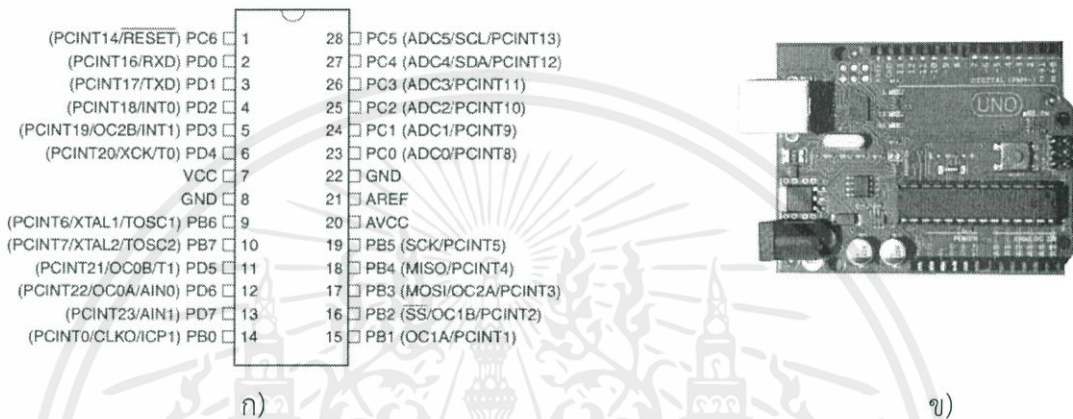 (PCINT14/RESET) PC6 1 28 PC5 (ADC5/SCL/PCINT13)
(PCINT16/RXD) PD0 2 27 PC4 (ADC4/SDA/PCINT12)
(PCINT17/TXD) PD1 3 26 PC3 (ADC3/PCINT11)
(PCINT18/INT0) PD2 4 25 PC2 (ADC2/PCINT10)
(PCINT19/OC2B/INT1) PD3 5 24 PC1 (ADC1/PCINT9)
(PCINT20/XCK/T0) PD4 6 23 PC0 (ADC0/PCINT8)
VCC 7 22 GND
GND 8 21 AREF
(PCINT6/XTAL1/TOSC1) PB6 9 20 AVCC
(PCINT7/XTAL2/TOSC2) PB7 10 19 PB5 (SCK/PCINT5)
(PCINT21/OC0B/T1) PD5 11 18 PB4 (MISO/PCINT4)
(PCINT22/OC0A/AIN0) PD6 12 17 PB3 (MOSI/OC2A/PCINT3)
(PCINT23/AIN1) PD7 13 16 PB2 (SS/OC1B/PCINT2)
(PCINT0/CLKO/ICP1) PB0 14 15 PB1 (OC1A/PCINT1)
DIGITAL (PWM~)
UNO
POWER
ANALOG IN
ก) ข)